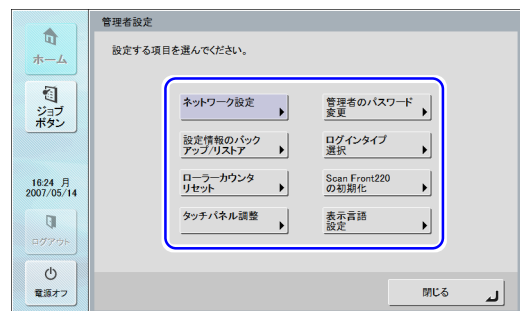 管理者設定
設定する項目を選んでください。
ホーム
ジョブ
ボタン
16:24 月
2007/05/14
ログアウト
電源オフ
ネットワーク設定
管理者のパスワード
変更
設定情報のバック
アップ/リストア
ログインタイプ
選択
ローラーカウンタ
リセット
Scan Front220
の初期化
タッチパネル調整
表示言語
設定
閉じる